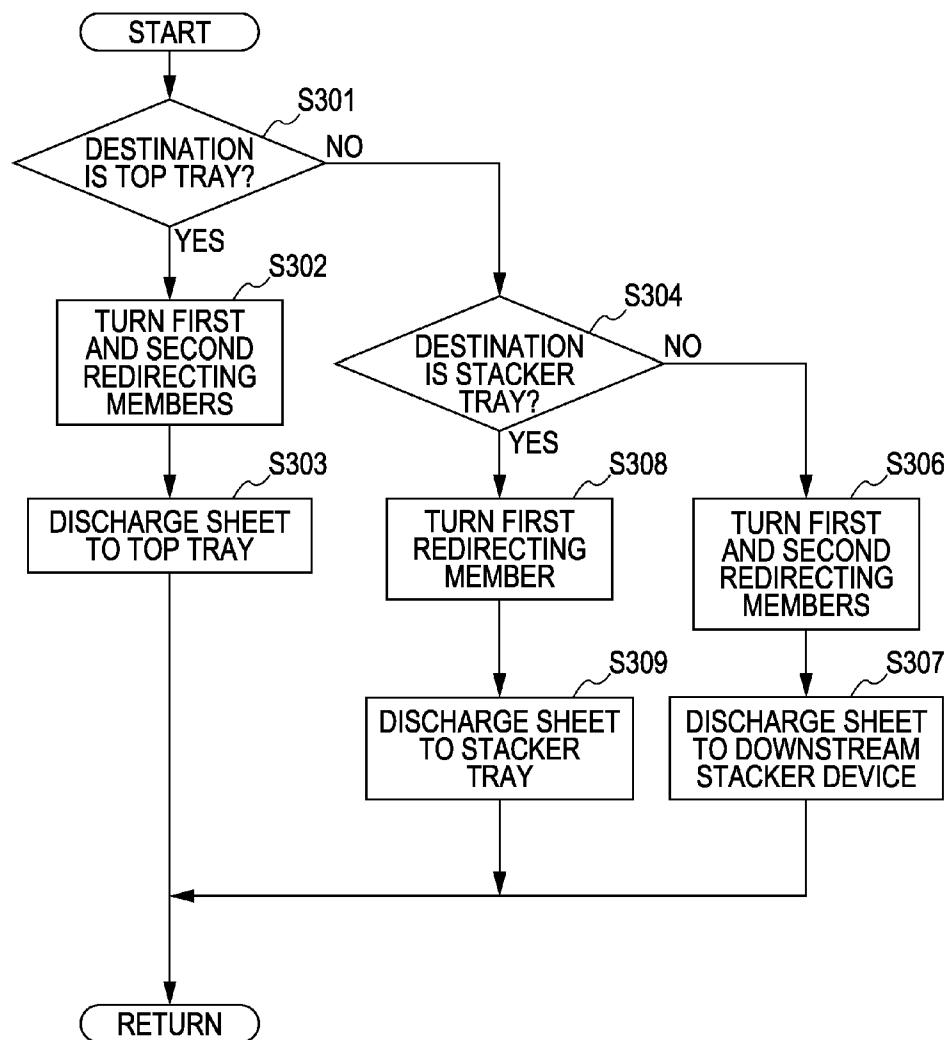 START
S301
DESTINATION
IS TOP TRAY?
NO
YES
S302
TURN FIRST
AND SECOND
REDIRECTING
MEMBERS
S303
DISCHARGE SHEET
TO TOP TRAY
S304
DESTINATION
IS STACKER
TRAY?
NO
YES
S308
TURN FIRST
REDIRECTING
MEMBER
S309
DISCHARGE SHEET
TO STACKER
TRAY
S306
TURN FIRST
AND SECOND
REDIRECTING
MEMBERS
S307
DISCHARGE SHEET
TO DOWNSTREAM
STACKER DEVICE
RETURN